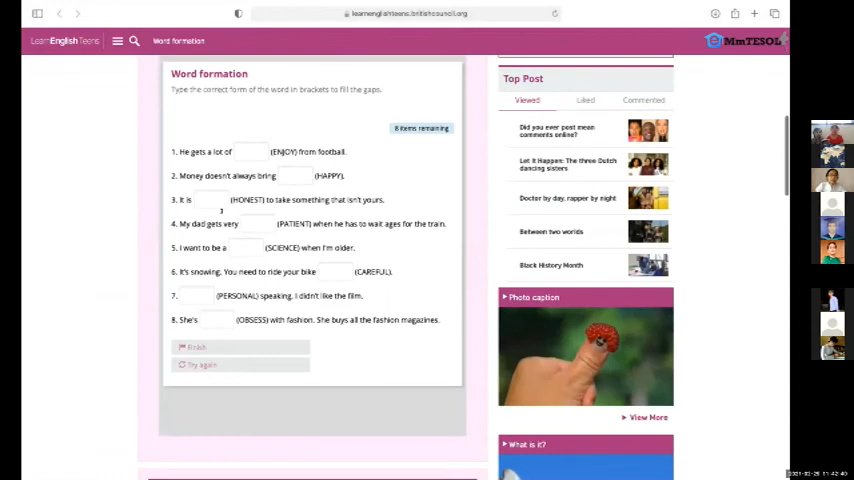 learnenglishteens.britishcouncil.org
LearnEnglish Teens
Word formation
MmTESOL
Word formation
Type the correct form of the word in brackets to fill the gaps.
8 items remaining
1. He gets a lot of (ENJOY) from football.
2. Money doesn't always bring (HAPPY).
3. It is (HONEST) to take something that isn't yours.
4. My dad gets very (PATIENT) when he has to wait ages for the train.
5. I want to be a (SCIENCE) when I'm older.
6. It's snowing. You need to ride your bike (CAREFUL).
7. (PERSONAL) speaking, I didn't like the film.
8. She's (OBSESS) with fashion. She buys all the fashion magazines.
Finish
Try again
Top Post
Viewed Liked Commented
Did you ever post mean
comments online?
Let It Happen: The three Dutch
dancing sisters
Doctor by day, rapper by night
Between two worlds
Black History Month
Photo caption
View More
What is it?